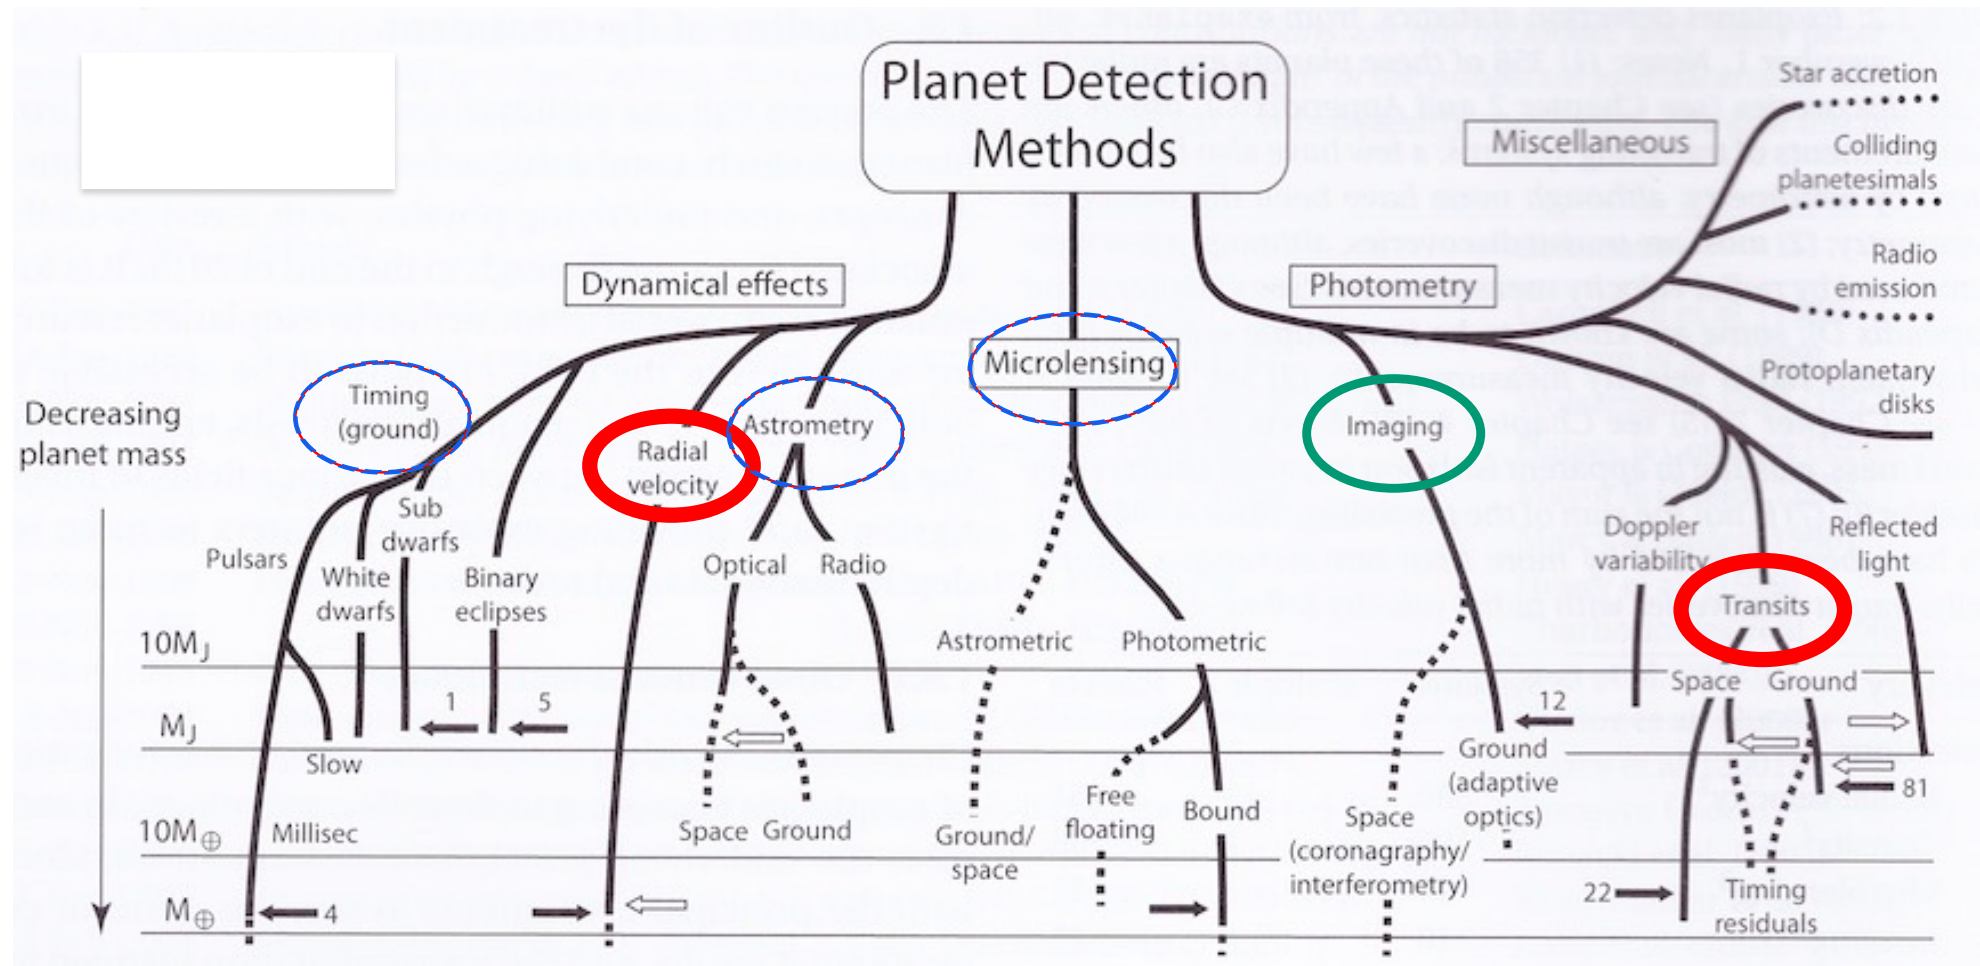 Planet Detection
Methods
Star accretion
Miscellaneous
Colliding
planetesimals
Radio
emission
Dynamical effects
Photometry
Microlensing
Protoplanetary
disks
Timing
(ground)
Decreasing
planet mass
Radial
velocity
Astrometry
Imaging
Sub
dwarfs
Pulsars
White
dwarfs
Binary
eclipses
Optical
Radio
Doppler
variability
Reflected
light
Transits
Astrometric
Photometric
10MJ
Space
Ground
1
5
12
MJ
Slow
Ground
(adaptive
optics)
81
Free
floating
Bound
Space
(coronagraphy/
interferometry)
10M⊕
Millisec
Space
Ground
Ground/
space
22
Timing
residuals
M⊕
4